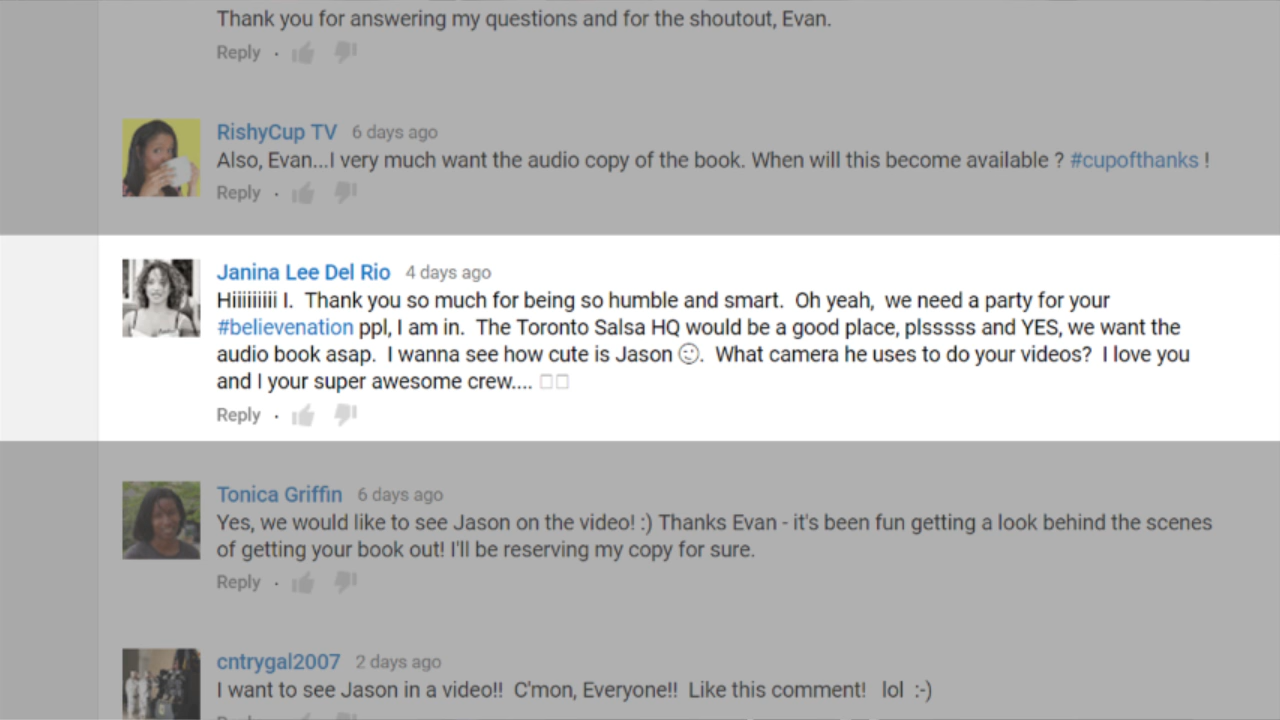 Thank you for answering my questions and for the shoutout, Evan.
Reply ·
RishyCup TV 6 days ago
Also, Evan...I very much want the audio copy of the book. When will this become available ? #cupofthanks !
Reply ·
Janina Lee Del Rio 4 days ago
Hiiiiiiiii I. Thank you so much for being so humble and smart. Oh yeah, we need a party for your
#believenation ppl, I am in. The Toronto Salsa HQ would be a good place, plsssss and YES, we want the
audio book asap. I wanna see how cute is Jason 😉. What camera he uses to do your videos? I love you
and I your super awesome crew.... □□
Reply ·
Tonica Griffin 6 days ago
Yes, we would like to see Jason on the video! :) Thanks Evan - it's been fun getting a look behind the scenes
of getting your book out! I'll be reserving my copy for sure.
Reply ·
cntrygal2007 2 days ago
I want to see Jason in a video!! C'mon, Everyone!! Like this comment! lol :-)
Reply ·